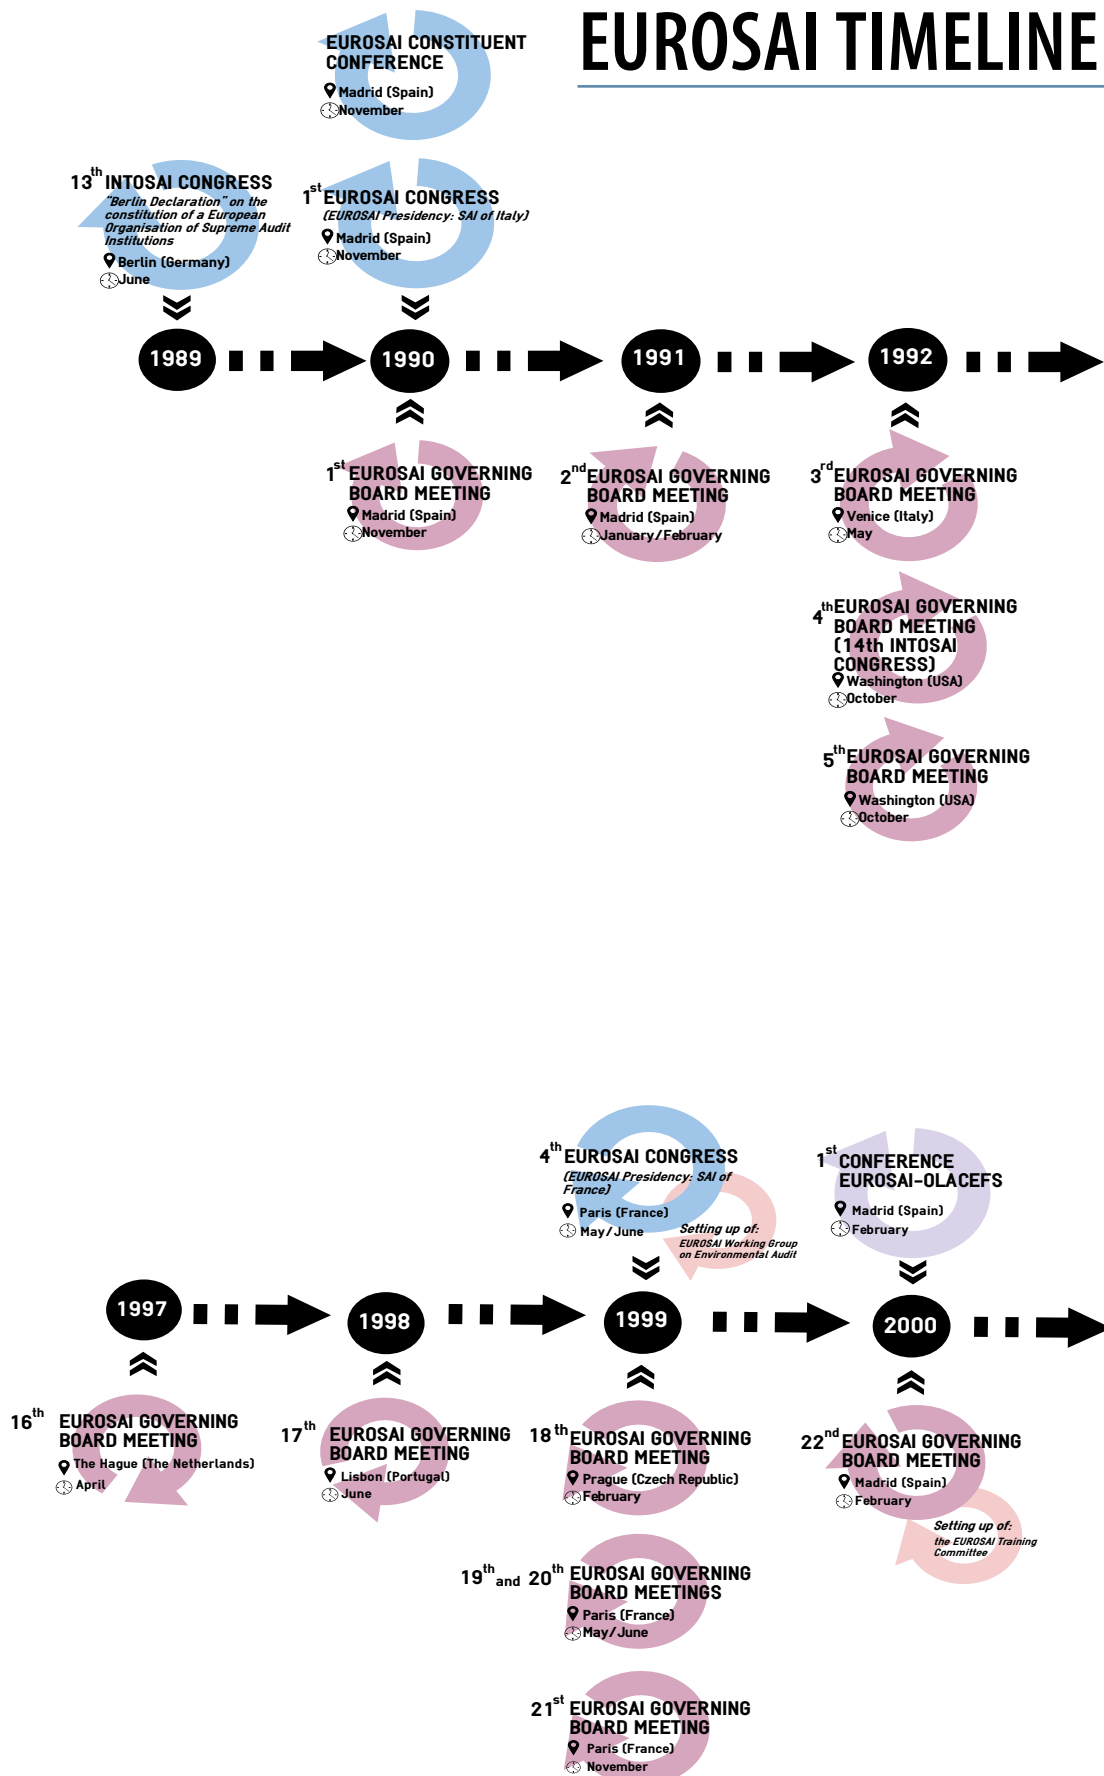 EUROSAI TIMELINE
EUROSAI CONSTITUENT
CONFERENCE
Madrid (Spain)
November
13th INTOSAI CONGRESS
"Berlin Declaration" on the
constitution of a European
Organisation of Supreme Audit
Institutions
Berlin (Germany)
June
1st EUROSAI CONGRESS
(EUROSAI Presidency: SAI of Italy)
Madrid (Spain)
November
1989
1990
1991
1992
1st EUROSAI GOVERNING
BOARD MEETING
Madrid (Spain)
November
2nd EUROSAI GOVERNING
BOARD MEETING
Madrid (Spain)
January/February
3rd EUROSAI GOVERNING
BOARD MEETING
Venice (Italy)
May
4th EUROSAI GOVERNING
BOARD MEETING
(14th INTOSAI
CONGRESS)
Washington (USA)
October
5th EUROSAI GOVERNING
BOARD MEETING
Washington (USA)
October
4th EUROSAI CONGRESS
(EUROSAI Presidency: SAI of
France)
Paris (France)
May/June
Setting up of:
EUROSAI Working Group
on Environmental Audit
1st CONFERENCE
EUROSAI-OLACEFS
Madrid (Spain)
February
1997
1998
1999
2000
16th EUROSAI GOVERNING
BOARD MEETING
The Hague (The Netherlands)
April
17th EUROSAI GOVERNING
BOARD MEETING
Lisbon (Portugal)
June
18th EUROSAI GOVERNING
BOARD MEETING
Prague (Czech Republic)
February
19th and 20th EUROSAI GOVERNING
BOARD MEETINGS
Paris (France)
May/June
21st EUROSAI GOVERNING
BOARD MEETING
Paris (France)
November
22nd EUROSAI GOVERNING
BOARD MEETING
Madrid (Spain)
February
Setting up of:
the EUROSAI Training
Committee